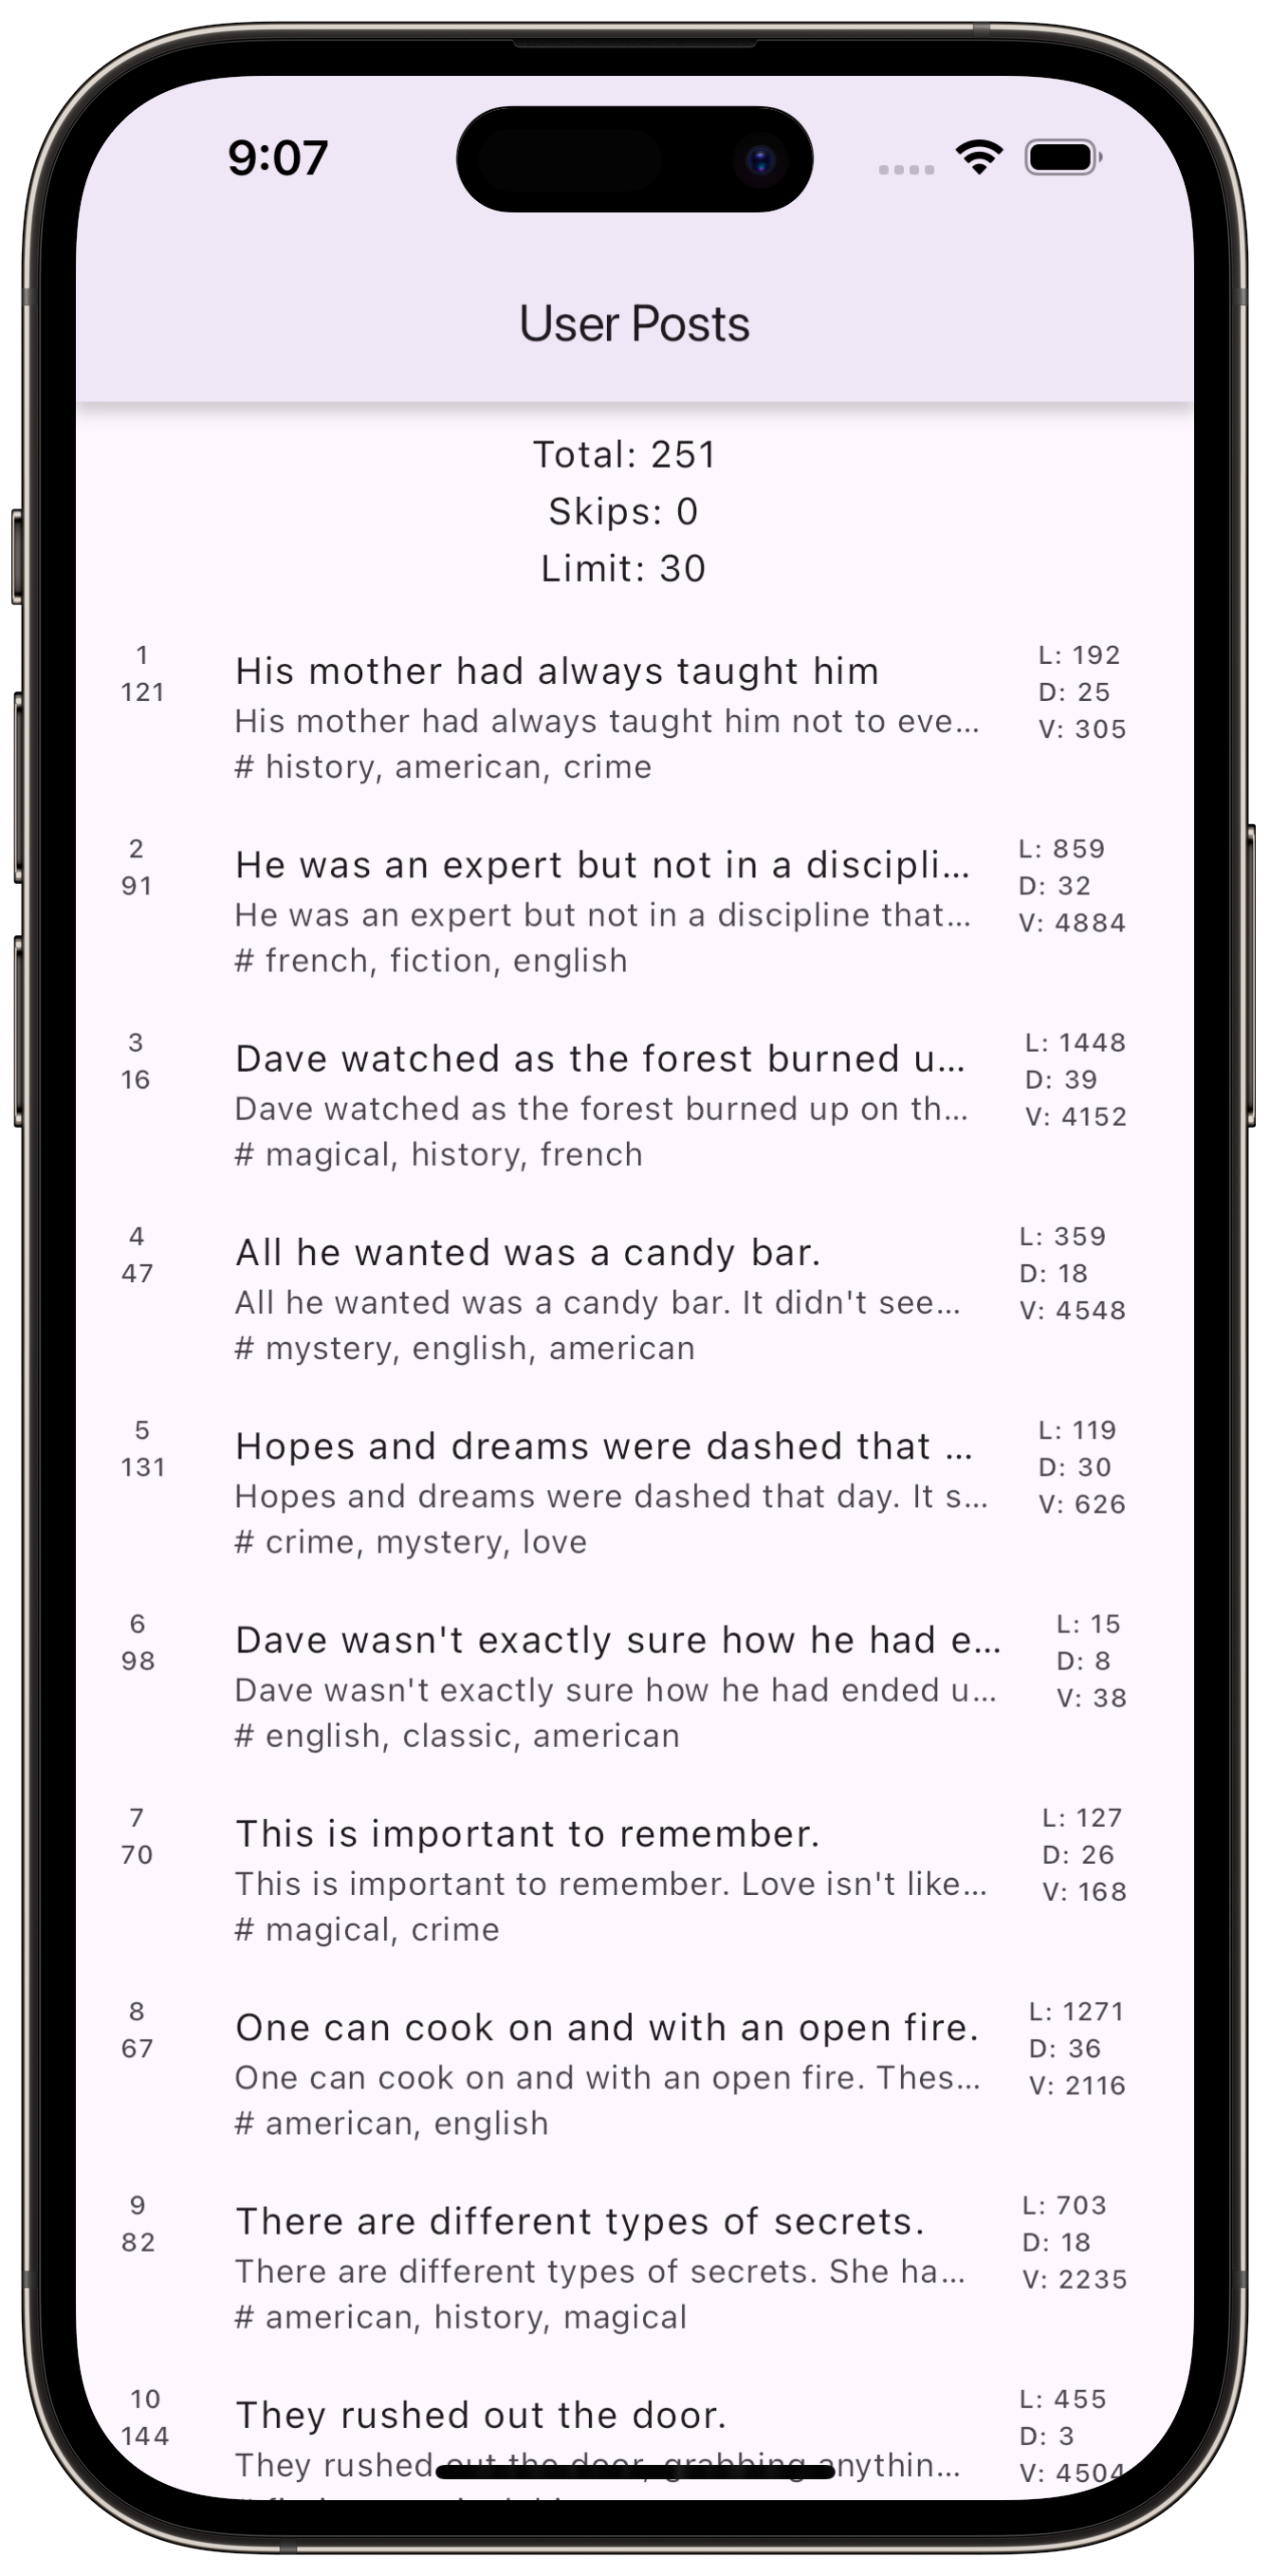 9:07
User Posts
Total: 251
Skips: 0
Limit: 30
1
121
His mother had always taught him
His mother had always taught him not to eve...
# history, american, crime
L: 192
D: 25
V: 305
2
91
He was an expert but not in a discipli...
He was an expert but not in a discipline that...
# french, fiction, english
L: 859
D: 32
V: 4884
3
16
Dave watched as the forest burned u...
Dave watched as the forest burned up on th...
# magical, history, french
L: 1448
D: 39
V: 4152
4
47
All he wanted was a candy bar.
All he wanted was a candy bar. It didn't see...
# mystery, english, american
L: 359
D: 18
V: 4548
5
131
Hopes and dreams were dashed that ...
Hopes and dreams were dashed that day. It s...
# crime, mystery, love
L: 119
D: 30
V: 626
6
98
Dave wasn't exactly sure how he had e...
Dave wasn't exactly sure how he had ended u...
# english, classic, american
L: 15
D: 8
V: 38
7
70
This is important to remember.
This is important to remember. Love isn't like...
# magical, crime
L: 127
D: 26
V: 168
8
67
One can cook on and with an open fire.
One can cook on and with an open fire. Thes...
# american, english
L: 1271
D: 36
V: 2116
9
82
There are different types of secrets.
There are different types of secrets. She ha...
# american, history, magical
L: 703
D: 18
V: 2235
10
144
They rushed out the door.
They rushed out the door, grabbing anythin...
L: 455
D: 3
V: 4504